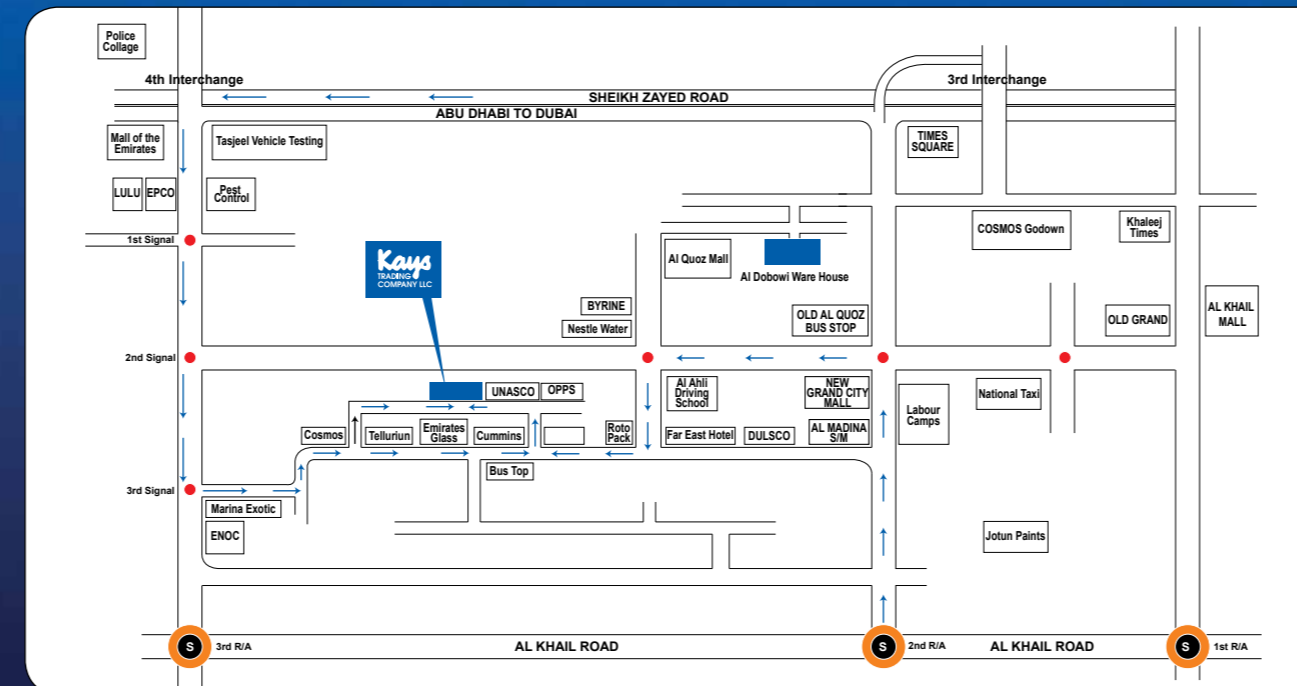 Police
Collage
4th Interchange
3rd Interchange
SHEIKH ZAYED ROAD
ABU DHABI TO DUBAI
Mall of the
Emirates
Tasjeel Vehicle Testing
TIMES
SQUARE
LULU
EPCO
Pest
Control
1st Signal
COSMOS Godown
Khaleej
Times
Kays
TRADING
COMPANY LLC
Al Quoz Mall
Al Dobowi Ware House
BYRINE
Nestle Water
OLD AL QUOZ
BUS STOP
OLD GRAND
AL KHAIL
MALL
2nd Signal
UNASCO
OPPS
Al Ahli
Driving
School
NEW
GRAND CITY
MALL
National Taxi
Labour
Camps
Cosmos
Telluriun
Emirates
Glass
Cummins
Roto
Pack
Far East Hotel
DULSCO
AL MADINA
S/M
Bus Top
3rd Signal
Marina Exotic
ENOC
Jotun Paints
S
3rd R/A
AL KHAIL ROAD
S
2nd R/A
AL KHAIL ROAD
S
1st R/A